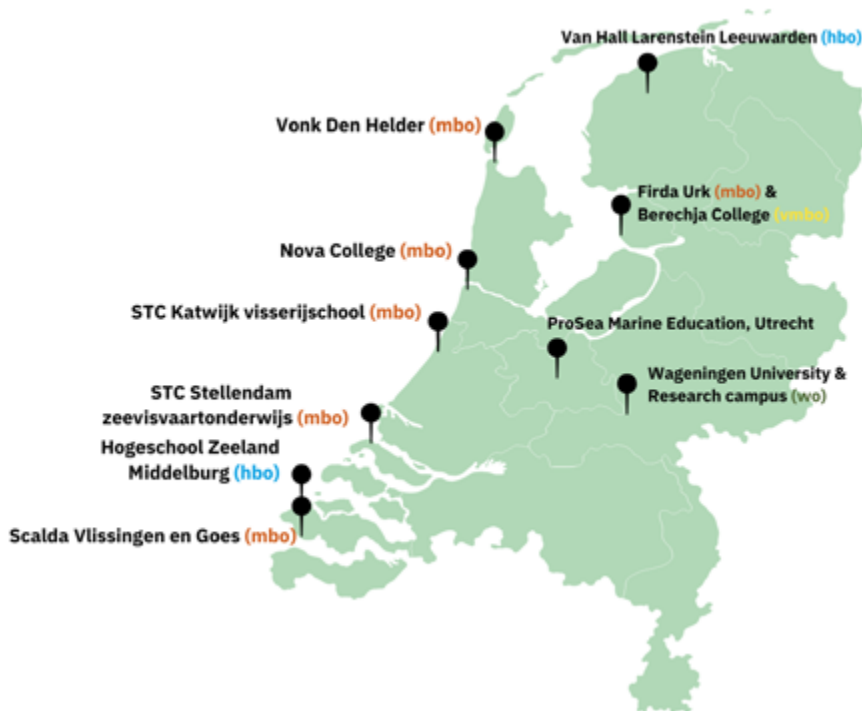 Van Hall Larenstein Leeuwarden (hbo)
Vonk Den Helder (mbo)
Firda Urk (mbo) &
Berechja College (vmbo)
Nova College (mbo)
STC Katwijk visserijschool (mbo)
ProSea Marine Education, Utrecht
Wageningen University &
Research campus (wo)
STC Stellendam
zeevisvaartonderwijs (mbo)
Hogeschool Zeeland
Middelburg (hbo)
Scalda Vlissingen en Goes (mbo)